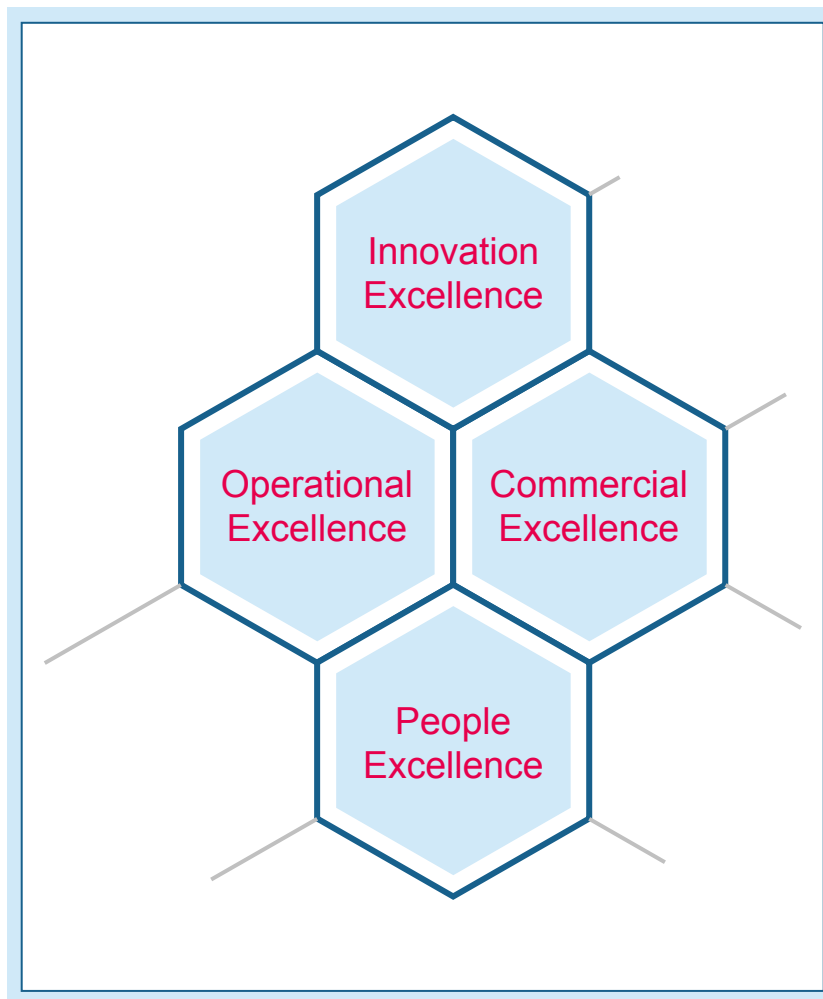 Innovation
Excellence
Operational
Excellence
Commercial
Excellence
People
Excellence